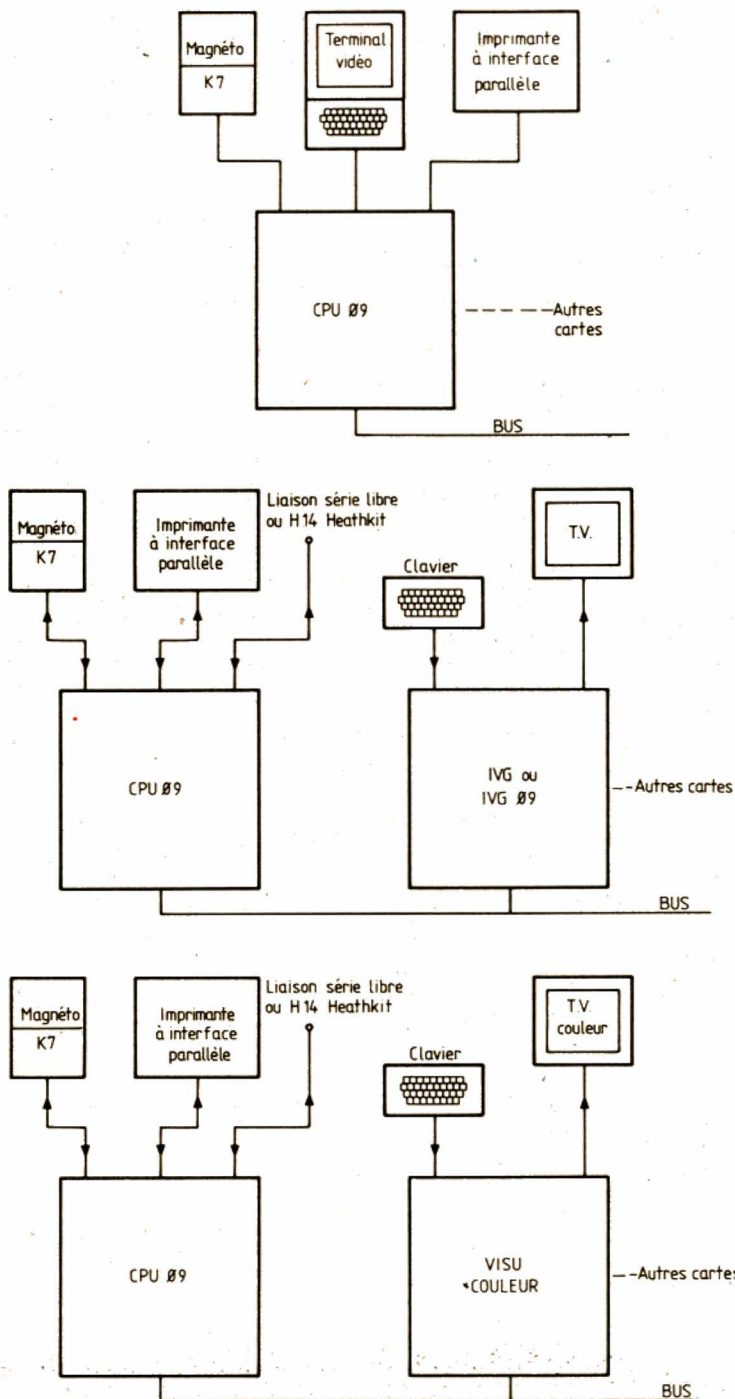 Magnéto
K7
Terminal
vidéo
Imprimante
à interface
parallèle
CPU Ø9
Autres
cartes
BUS
Magnéto.
K7
Imprimante
à interface
parallèle
Liaison série libre
ou H14 Heathkit
Clavier
T.V.
CPU Ø9
IVG ou
IVG Ø9
Autres cartes
BUS
Magnéto
K7
Imprimante
à interface
parallèle
Liaison série libre
ou H14 Heathkit
Clavier
T.V.
couleur
CPU Ø9
VISU
COULEUR
Autres cartes
BUS